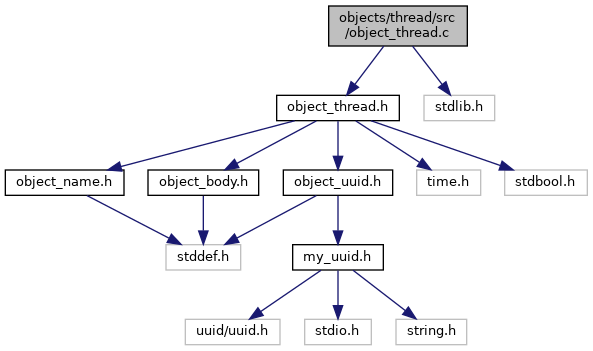 objects/thread/src
/object_thread.c
object_thread.h
stdlib.h
object_name.h
object_body.h
object_uuid.h
time.h
stdbool.h
stddef.h
my_uuid.h
uuid/uuid.h
stdio.h
string.h